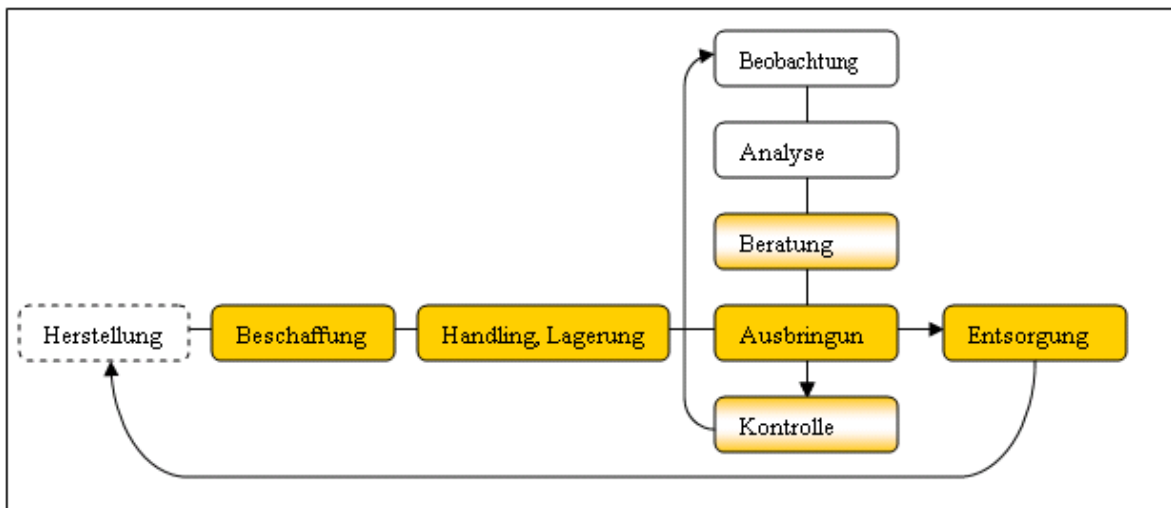 Beobachtung
Analyse
Beratung
Herstellung
Beschaffung
Handling, Lagerung
Ausbringun
Entsorgung
Kontrolle